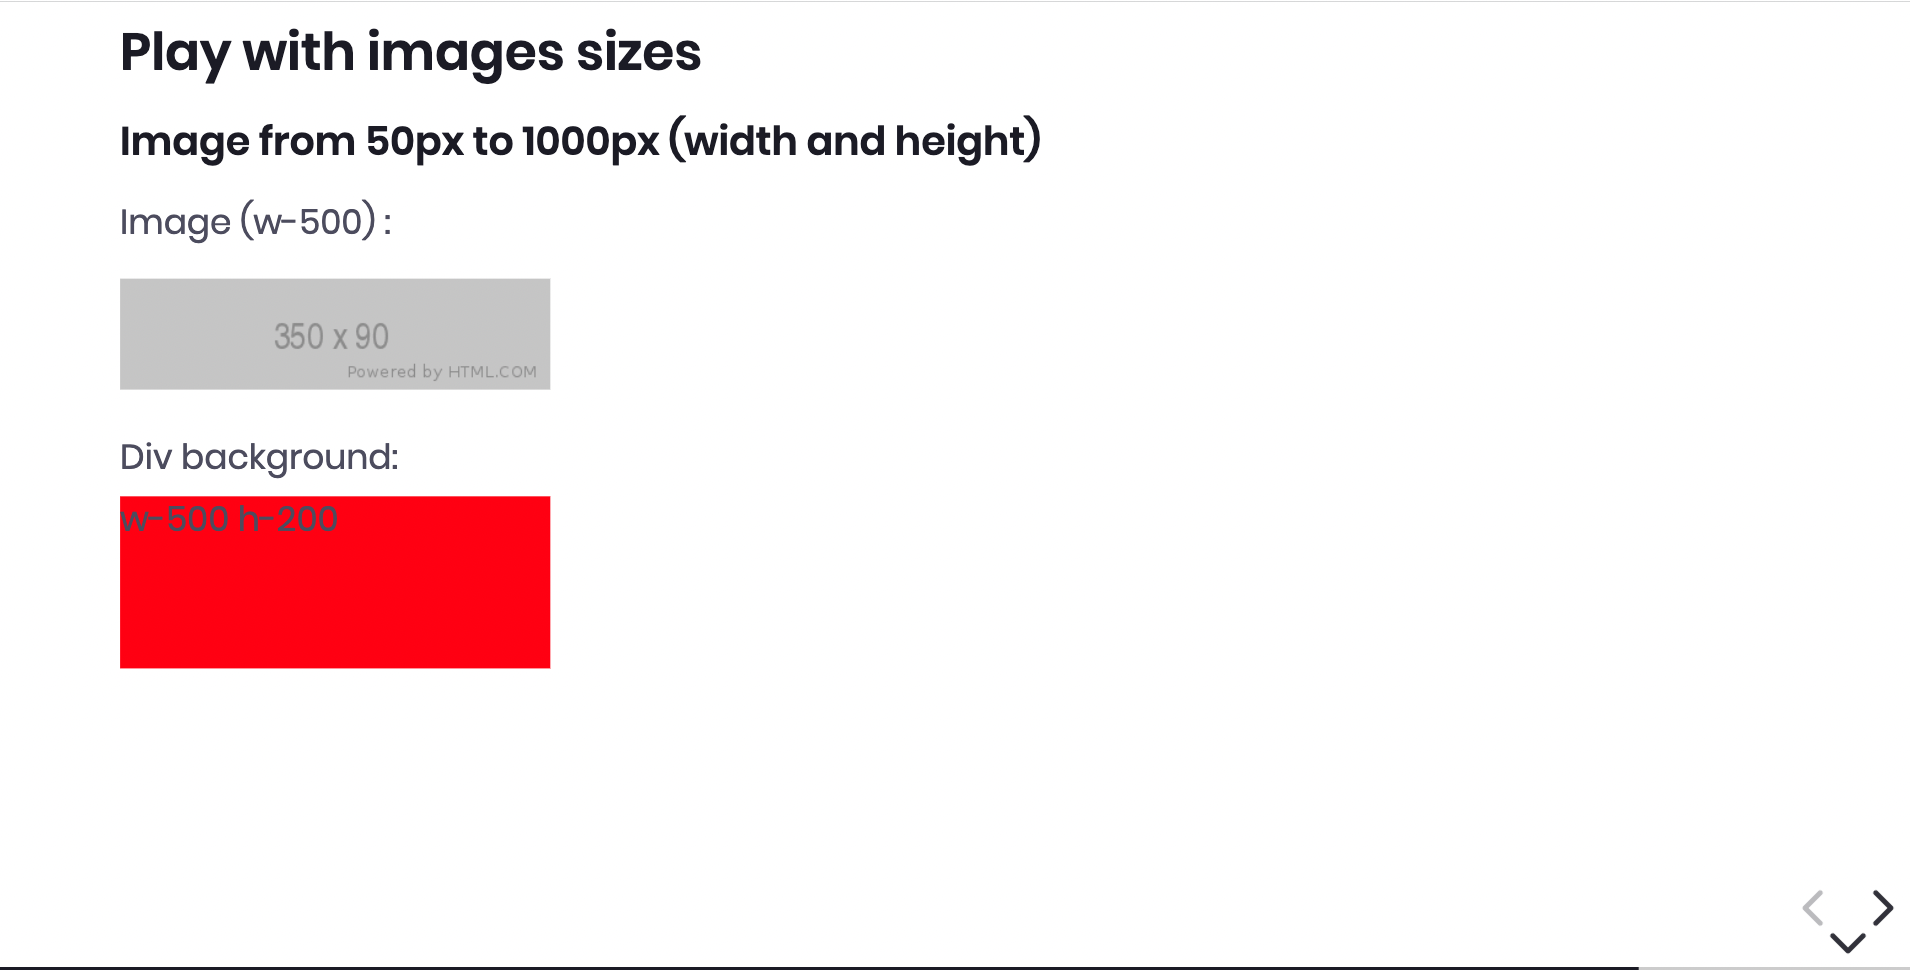 Play with images sizes
Image from 50px to 1000px (width and height)
Image (w-500) :
350 x 90
Powered by HTML.COM
Div background:
w-500 h-200